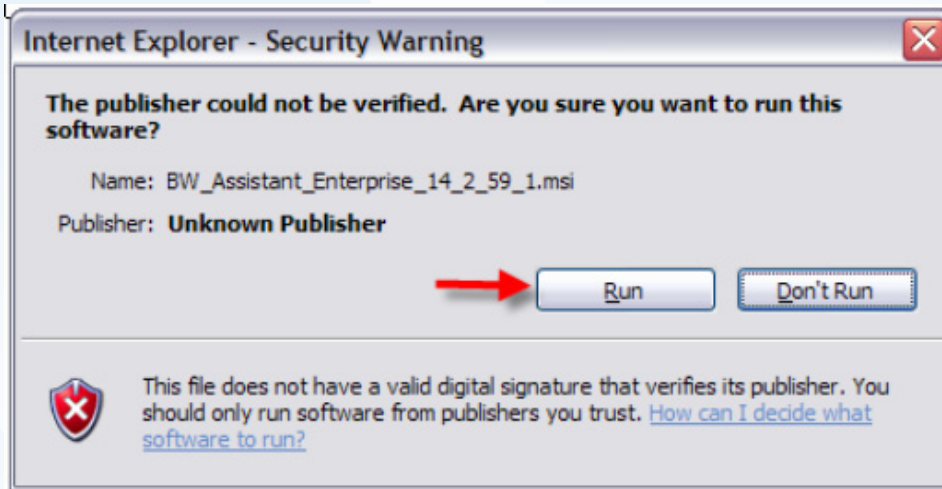 Internet Explorer - Security Warning
The publisher could not be verified. Are you sure you want to run this
software?
Name: BW_Assistant_Enterprise_14_2_59_1.msi
Publisher: Unknown Publisher
Run Don't Run
This file does not have a valid digital signature that verifies its publisher. You
should only run software from publishers you trust. How can I decide what
software to run?